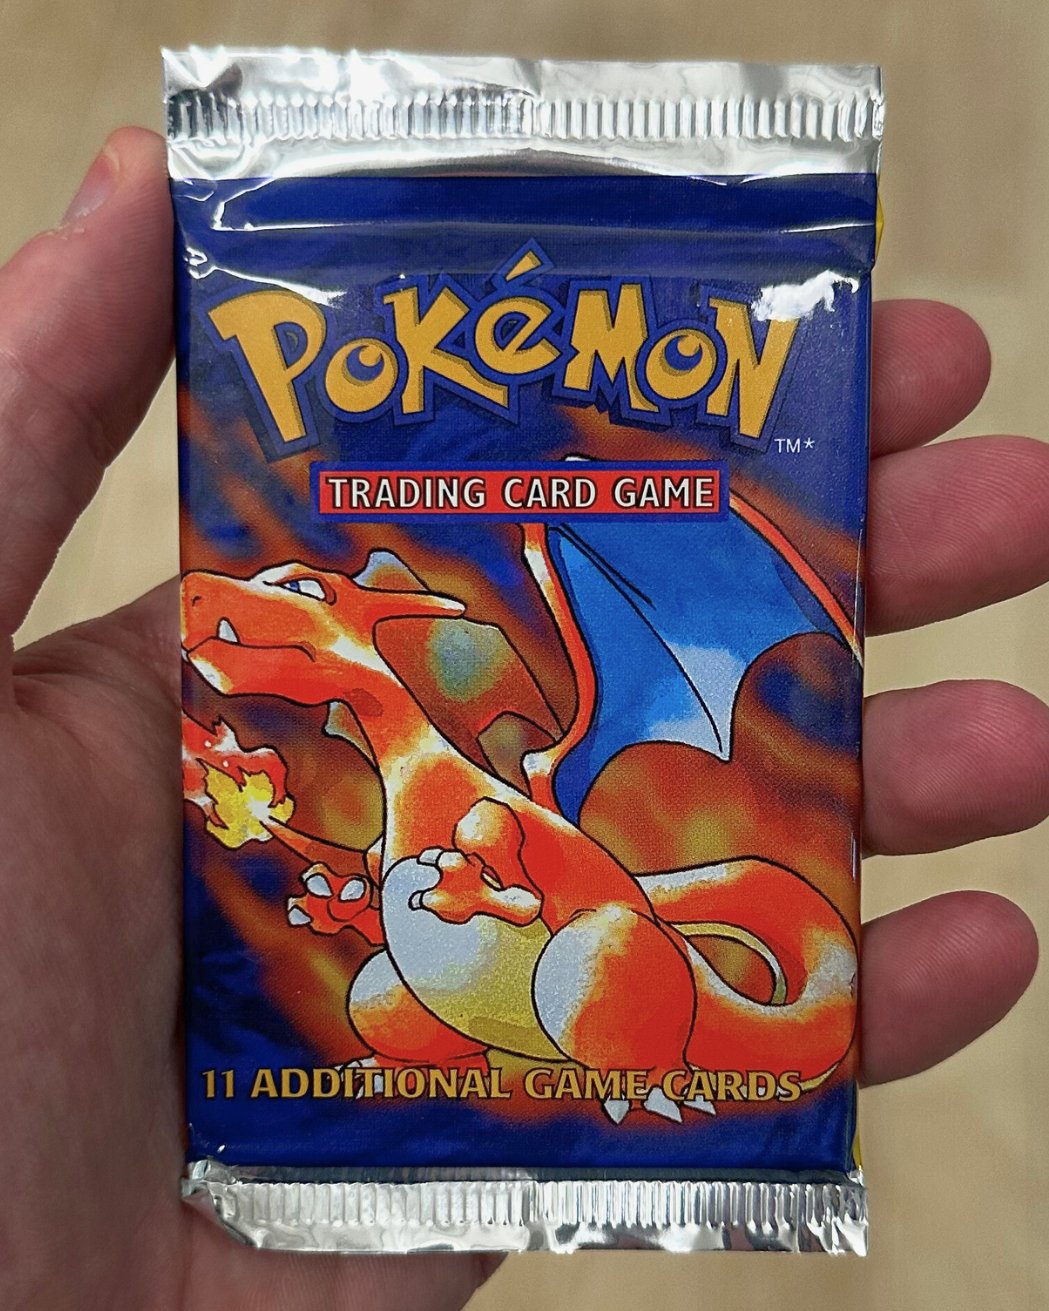 POKéMON
TM*
TRADING CARD GAME
11 ADDITIONAL GAME CARDS